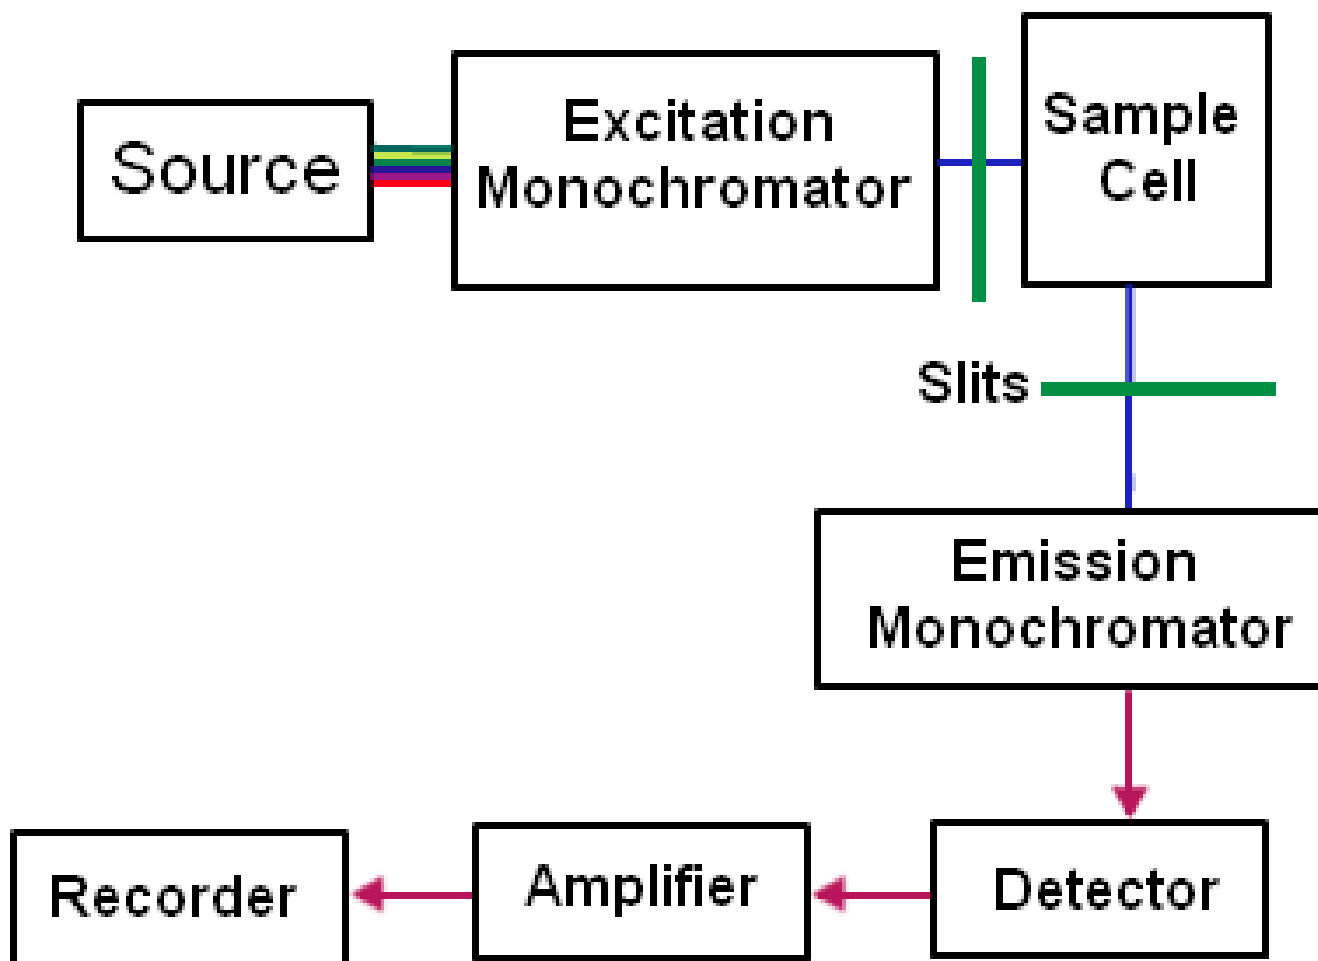 Source
Excitation
Monochromator
Sample
Cell
Slits
Emission
Monochromator
Detector
Amplifier
Recorder